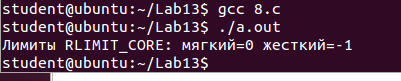 student@ubuntu:~/Lab13$ gcc 8.c
student@ubuntu:~/Lab13$ ./a.out
Лимиты RLIMIT_CORE: мягкий=0 жесткий=-1
student@ubuntu:~/Lab13$